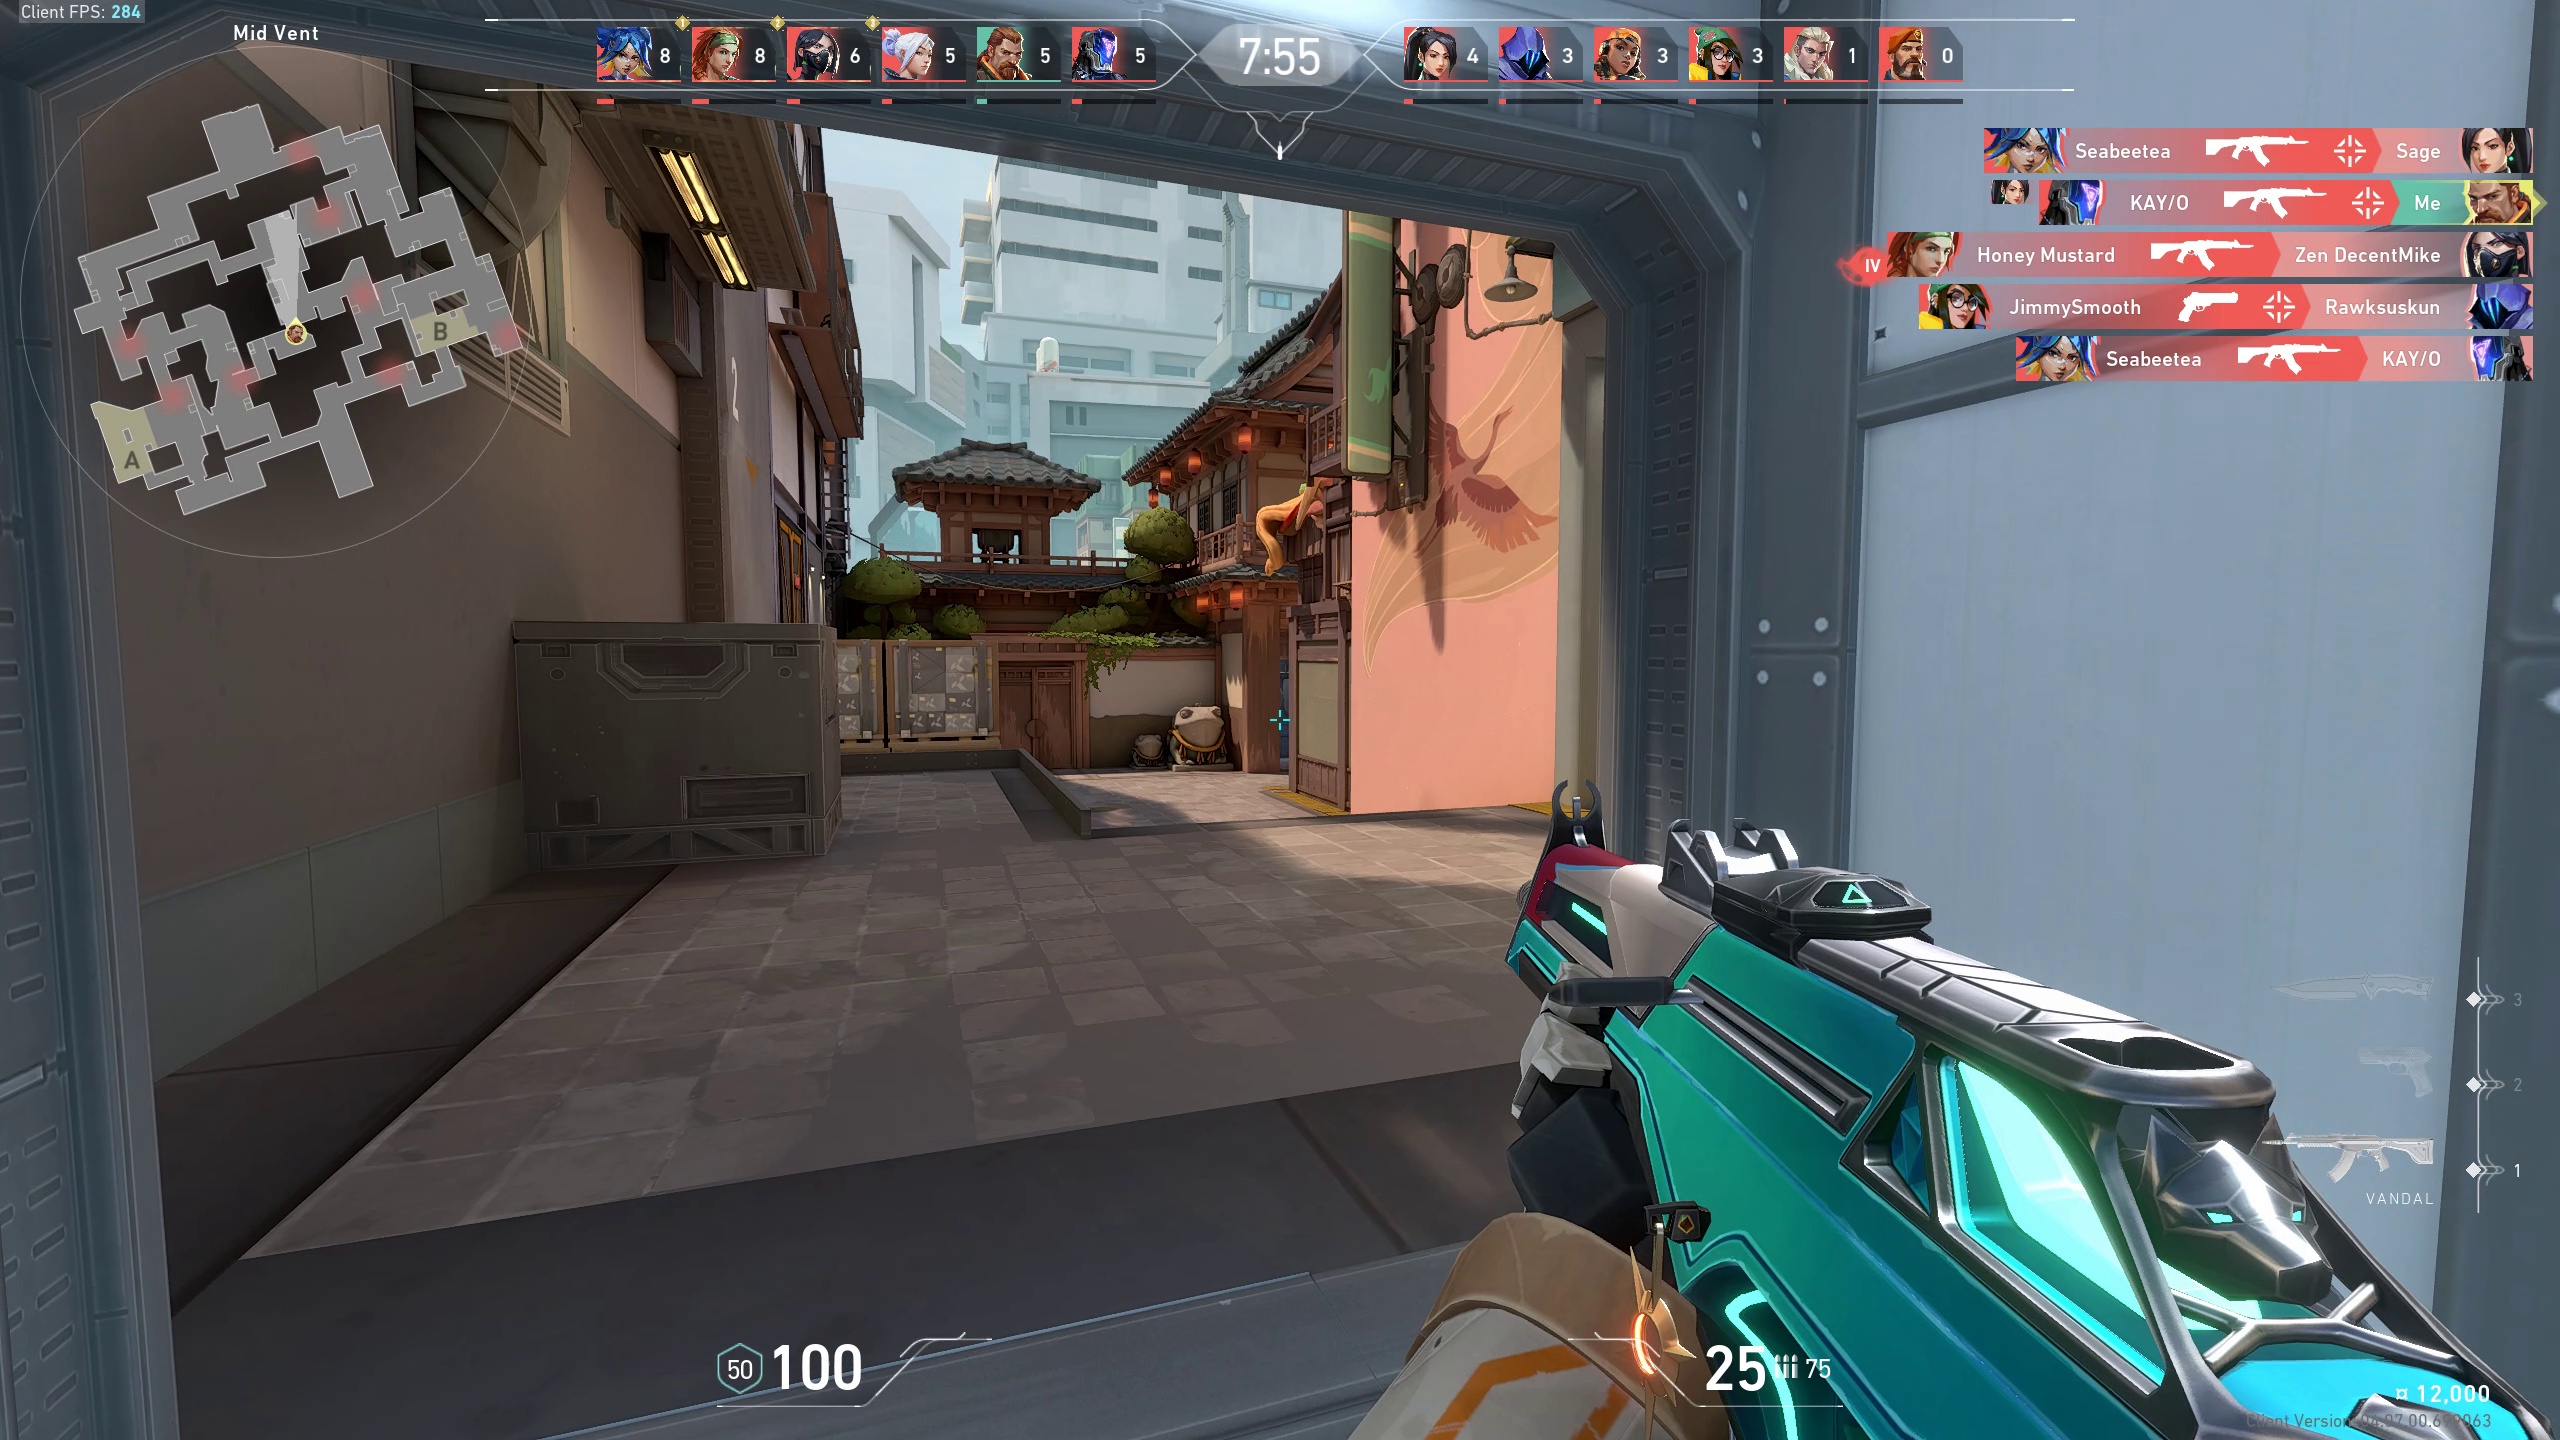 Client FPS: 284
Mid Vent
8 8 6 5 5 5 7:55 4 3 3 3 1 0
Seabeetea Sage
KAY/O Me
IV Honey Mustard Zen DecentMike
JimmySmooth Rawksuskun
Seabeetea KAY/O
B
A
2
3
2
1
VANDAL
50 100
25 75
¤ 12,000
Client Version